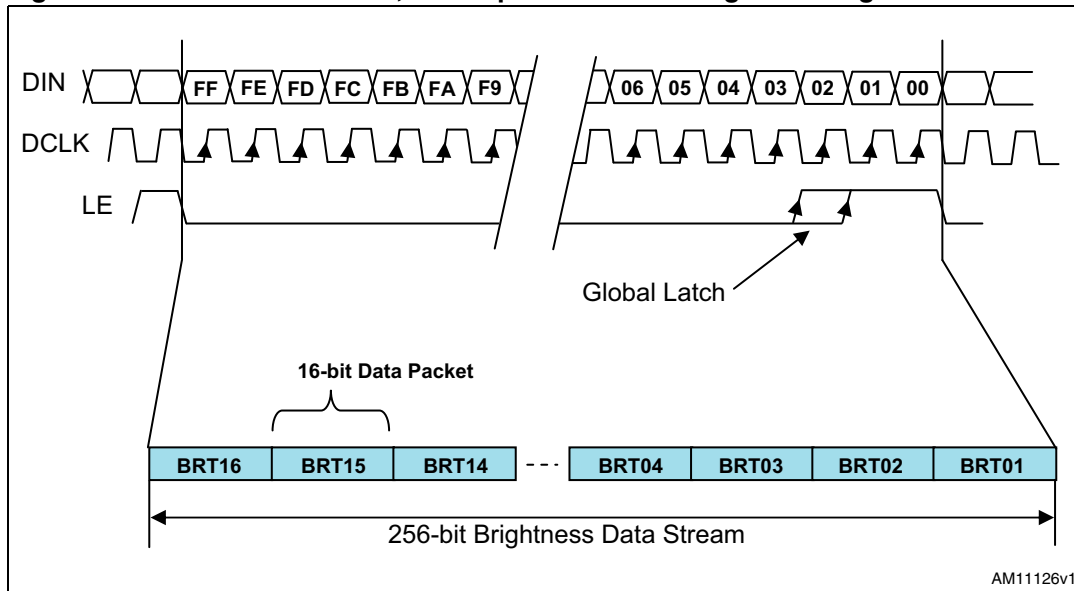 DIN FF FE FD FC FB FA F9 06 05 04 03 02 01 00
DCLK
LE
Global Latch
16-bit Data Packet
BRT16 BRT15 BRT14 BRT04 BRT03 BRT02 BRT01
256-bit Brightness Data Stream
AM11126v1